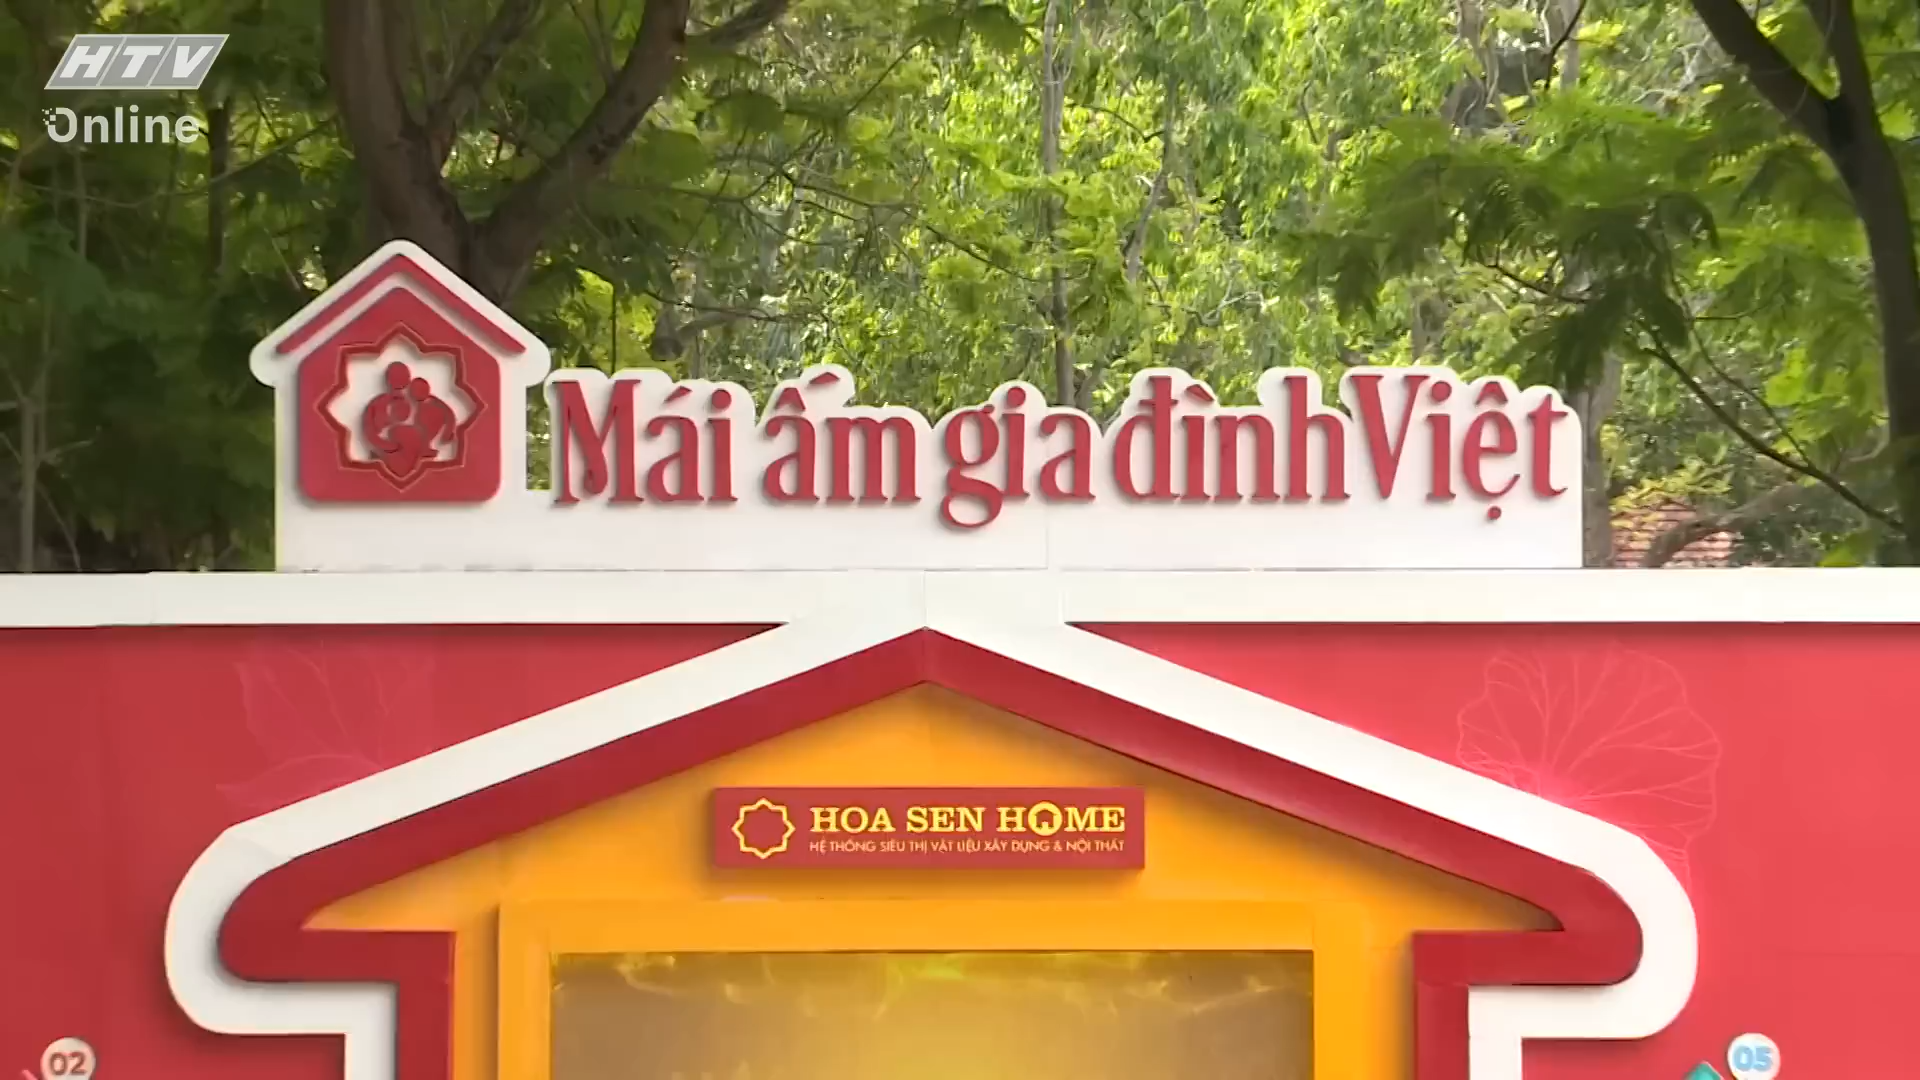 HTV
Online
Mái ấm gia đình Việt
HOA SEN HOME
HỆ THỐNG SIÊU THỊ VẬT LIỆU XÂY DỰNG & NỘI THẤT
02
05